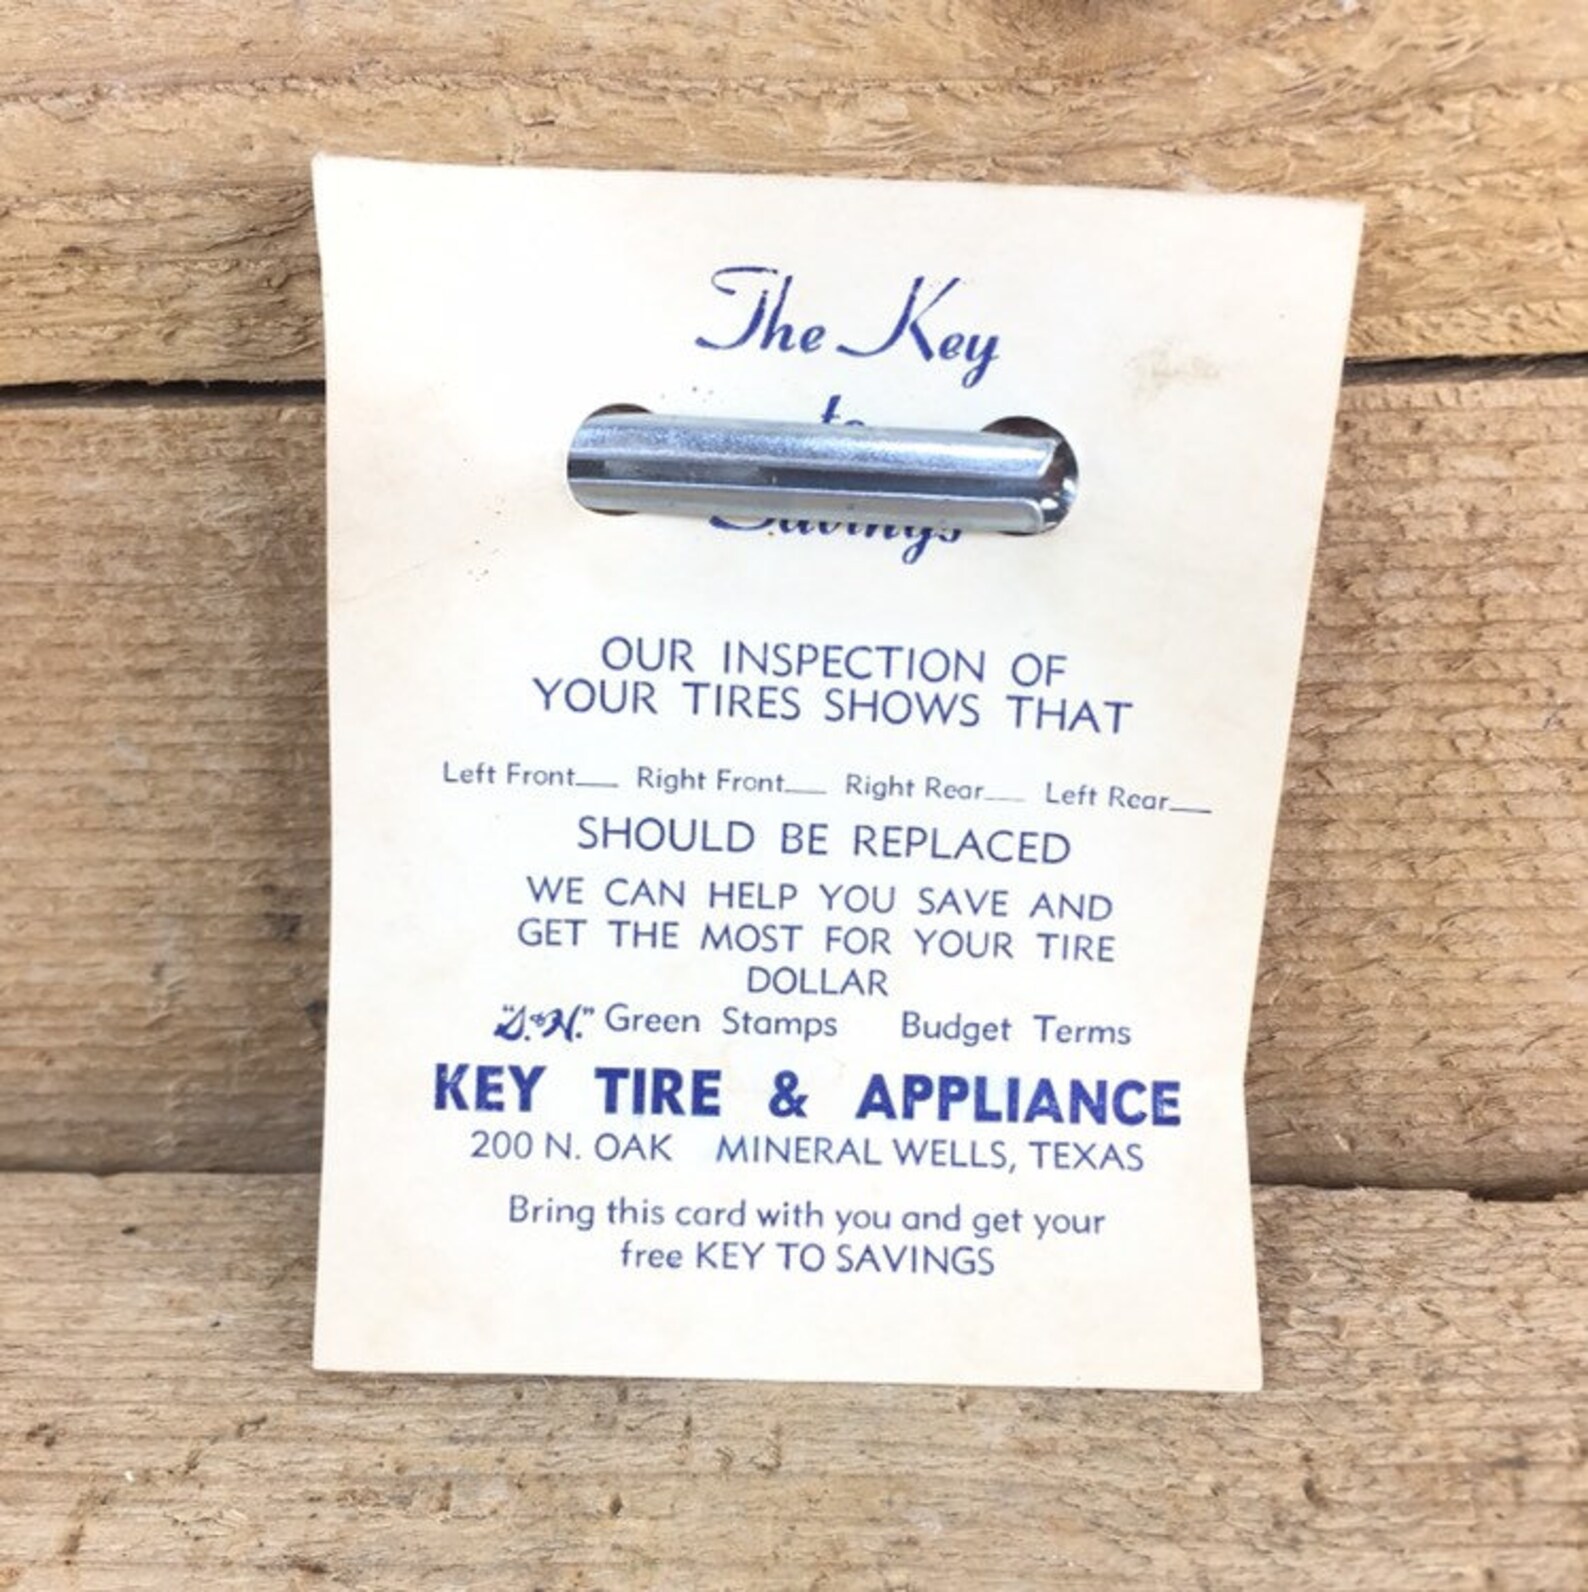 The Key
to
Savings
OUR INSPECTION OF
YOUR TIRES SHOWS THAT
Left Front___ Right Front___ Right Rear___ Left Rear___
SHOULD BE REPLACED
WE CAN HELP YOU SAVE AND
GET THE MOST FOR YOUR TIRE
DOLLAR
"S.&H." Green Stamps Budget Terms
KEY TIRE & APPLIANCE
200 N. OAK MINERAL WELLS, TEXAS
Bring this card with you and get your
free KEY TO SAVINGS